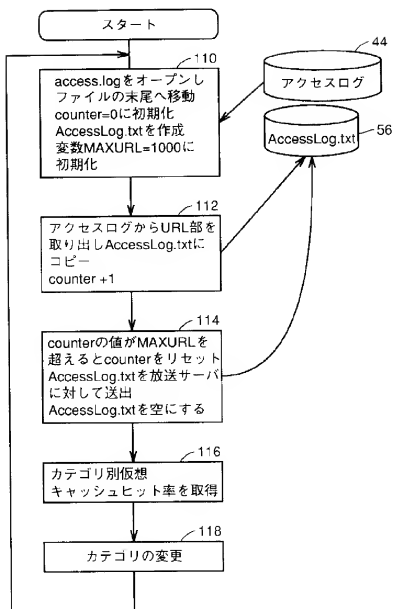 スタート
110
access.logをオープンし
ファイルの末尾へ移動
counter=0に初期化
AccessLog.txtを作成
変数MAXURL=1000に
初期化
44
アクセスログ
56
AccessLog.txt
112
アクセスログからURL部を
取り出しAccessLog.txtに
コピー
counter +1
114
counterの値がMAXURLを
超えるとcounterをリセット
AccessLog.txtを放送サーバ
に対して送出
AccessLog.txtを空にする
116
カテゴリ別仮想
キャッシュヒット率を取得
118
カテゴリの変更